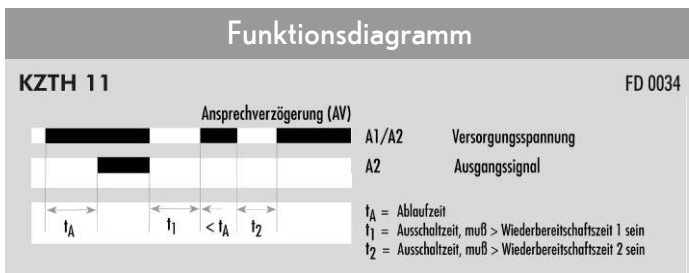 Funktionsdiagramm
KZTH 11
FD 0034
Ansprechverzögerung (AV)
A1/A2 Versorgungsspannung
A2 Ausgangssignal
tA t1 < tA t2
tA = Ablaufzeit
t1 = Ausschaltzeit, muß > Wiederbereitschaftszeit 1 sein
t2 = Ausschaltzeit, muß > Wiederbereitschaftszeit 2 sein